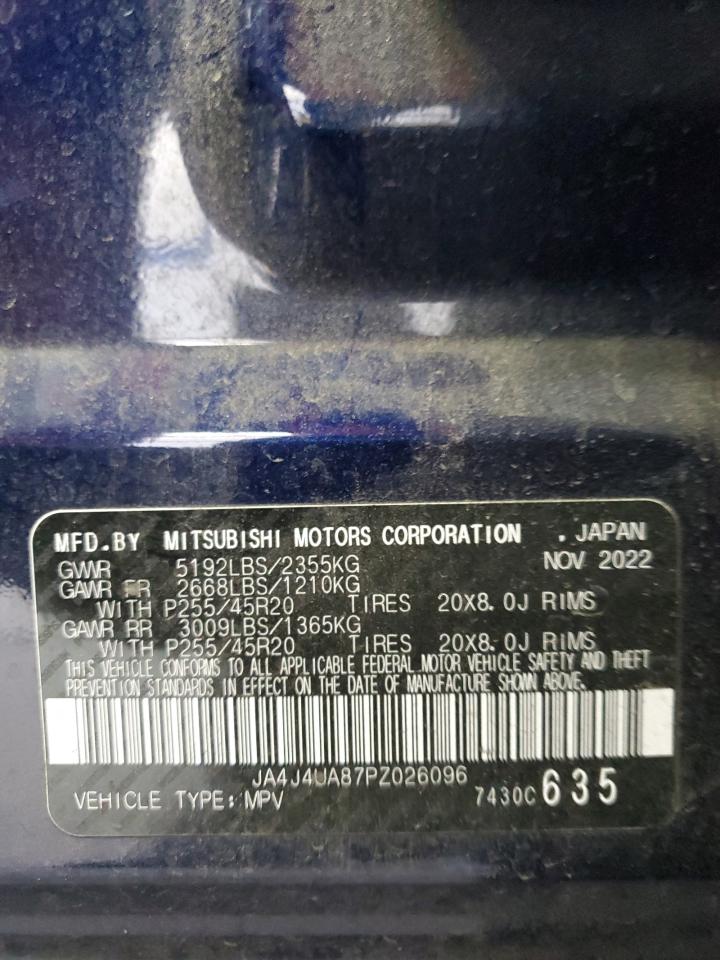 MFD.BY MITSUBISHI MOTORS CORPORATION . JAPAN
GVWR 5192LBS/2355KG NOV 2022
GAWR FR 2668LBS/1210KG
WITH P255/45R20 TIRES 20X8.0J RIMS
GAWR RR 3009LBS/1365KG
WITH P255/45R20 TIRES 20X8.0J RIMS
THIS VEHICLE CONFORMS TO ALL APPLICABLE FEDERAL MOTOR VEHICLE SAFETY AND THEFT
PREVENTION STANDARDS IN EFFECT ON THE DATE OF MANUFACTURE SHOWN ABOVE.
JA4J4UA87PZ026096
VEHICLE TYPE:MPV 7430C 635